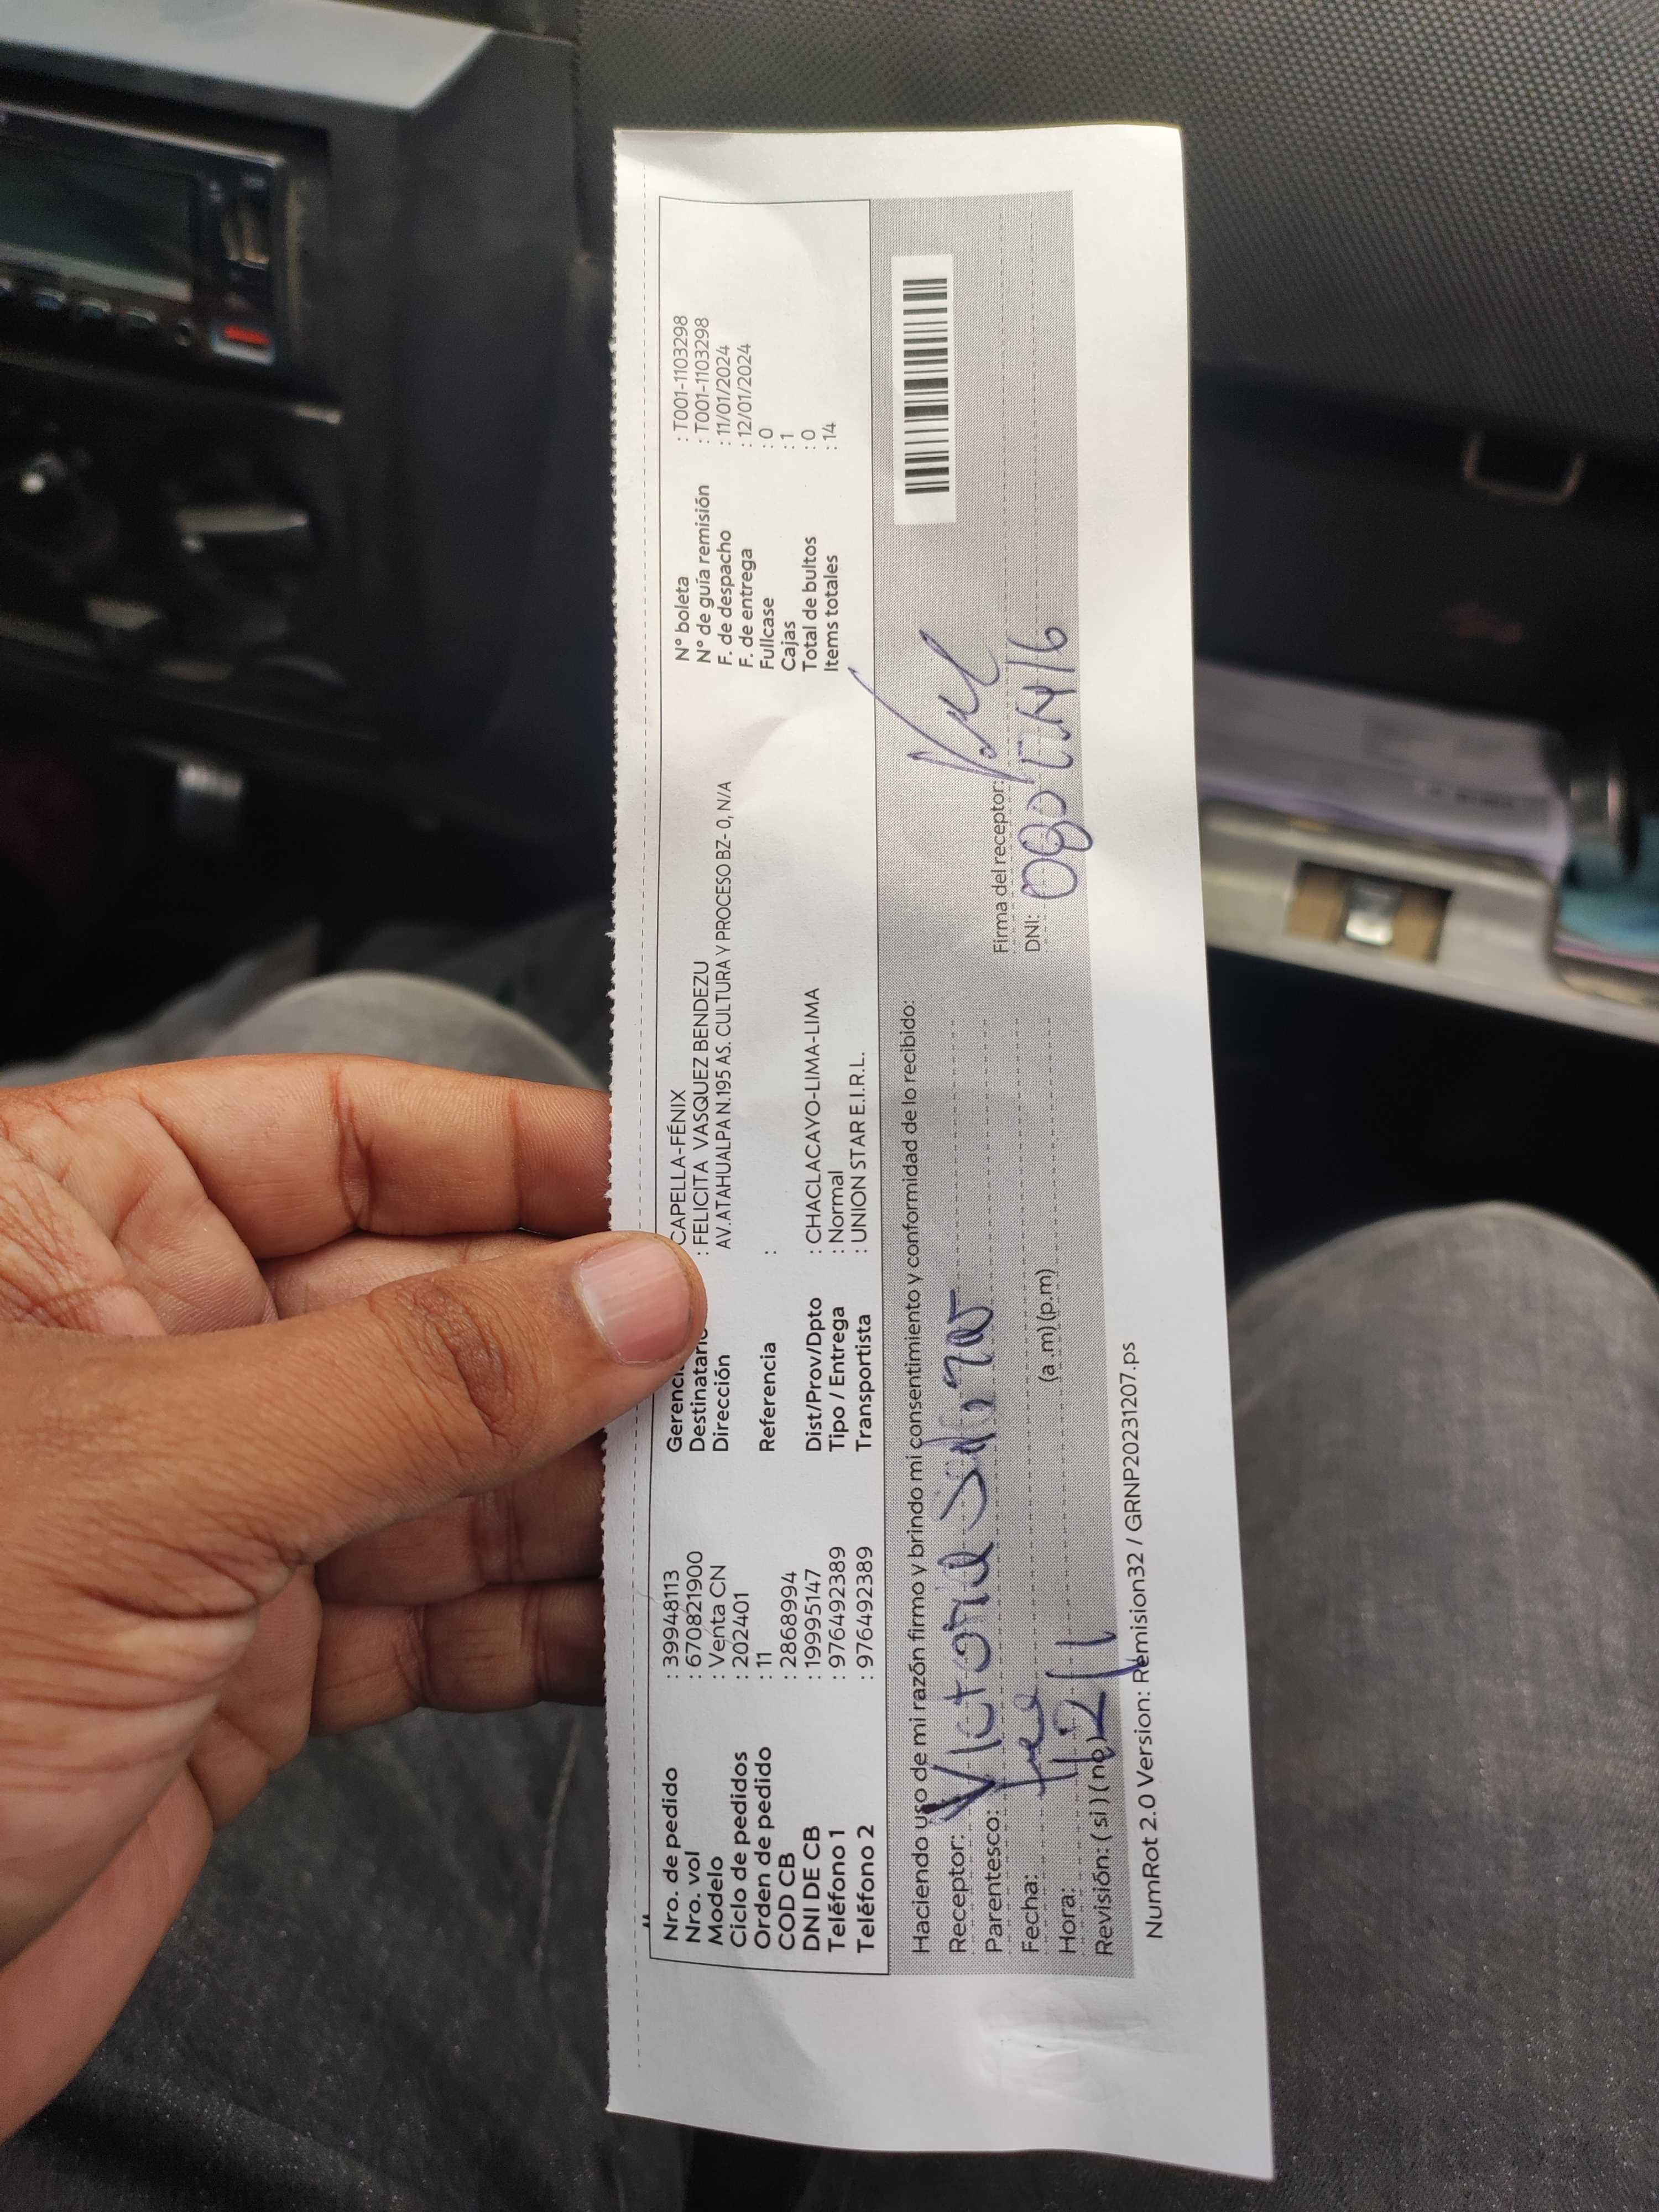 Nro. de pedido : 39948113
Nro. vol : 670821900
Modelo : Venta CN
Ciclo de pedidos : 202401
Orden de pedido : 11
COD CB : 2868994
DNI DE CB : 19995147
Teléfono 1 : 976492389
Teléfono 2 : 976492389
CAPELLA-FÉNIX
: FELICITA VASQUEZ BENDEZU
Dirección AV.ATAHUALPA N.195 AS. CULTURA Y PROCESO BZ- 0, N/A
Referencia :
Dist/Prov/Dpto : CHACLACAYO-LIMA-LIMA
Tipo / Entrega : Normal
Transportista : UNION STAR E.I.R.L.
N° boleta : T001-1103298
N° de guía remisión : T001-1103298
F. de despacho : 11/01/2024
F. de entrega : 12/01/2024
Fullcase : 0
Cajas : 1
Total de bultos : 0
Items totales : 14
Haciendo uso de mi razón firmo y brindo mi consentimiento y conformidad de lo recibido:
Receptor: Victoria
Parentesco:
Fecha:
Hora: (a .m) (p.m)
Revisión: ( si ) ( no )
Firma del receptor:
DNI:
NumRot 2.0 Version: Remision32 / GRNP20231207.ps